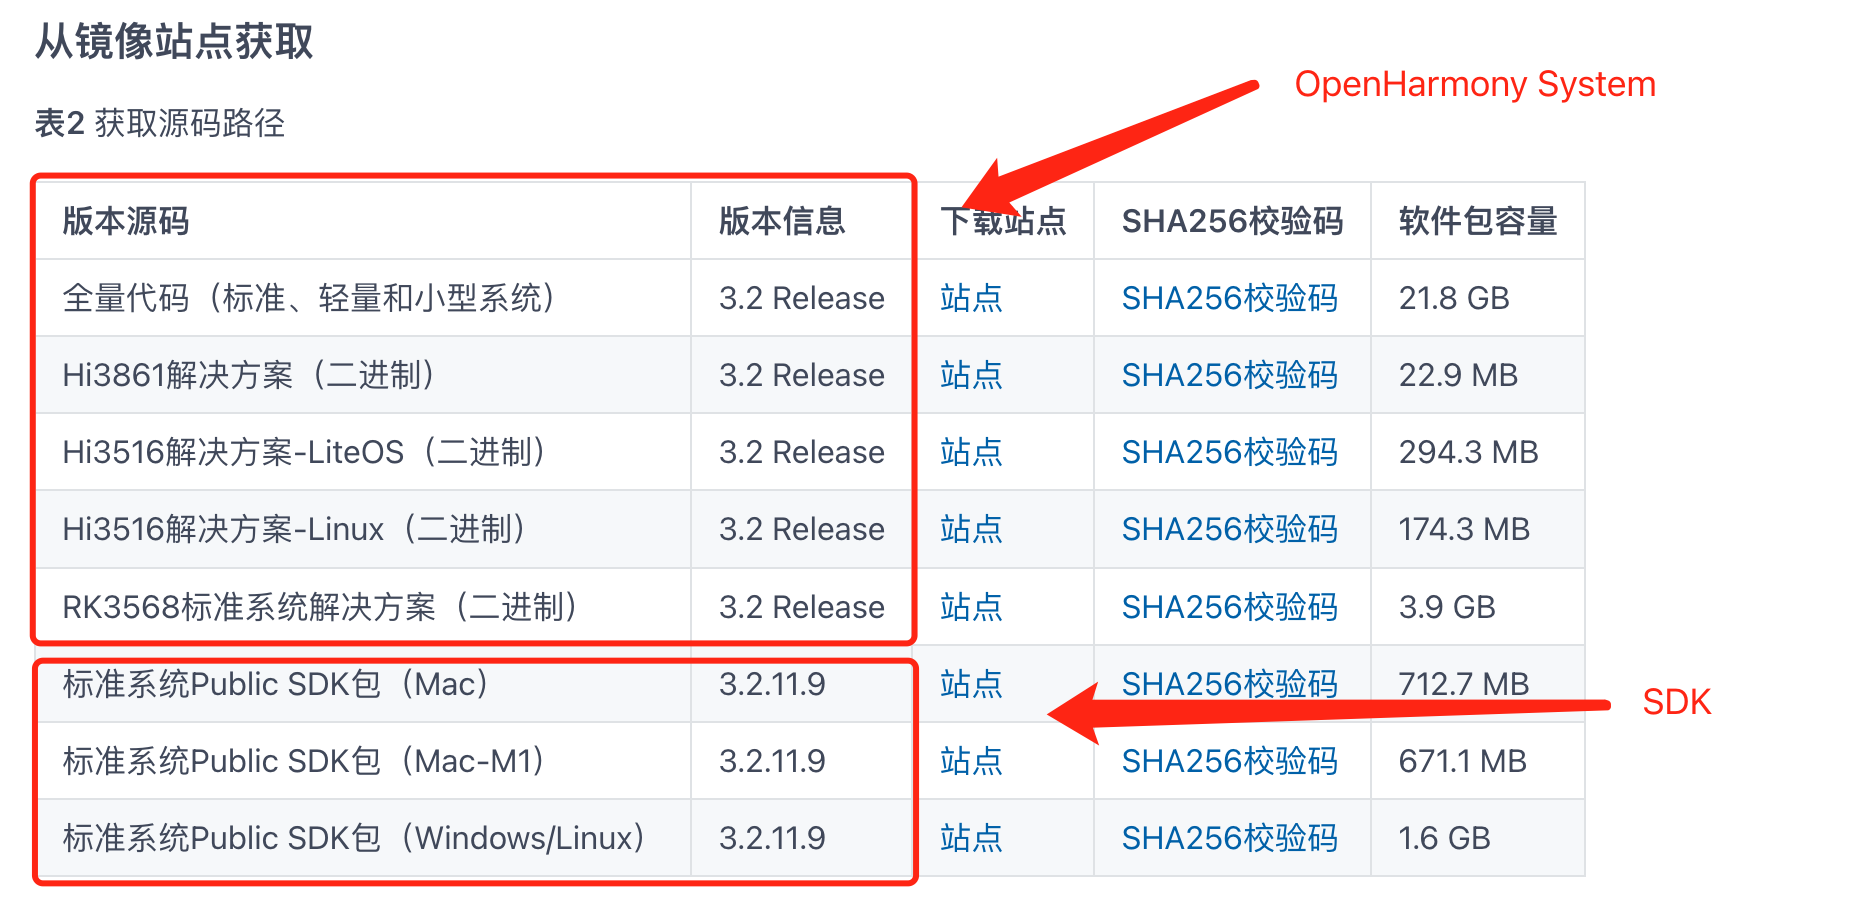 从镜像站点获取
OpenHarmony System
表2 获取源码路径
版本源码 版本信息 下载站点 SHA256校验码 软件包容量
全量代码（标准、轻量和小型系统） 3.2 Release 站点 SHA256校验码 21.8 GB
Hi3861解决方案（二进制） 3.2 Release 站点 SHA256校验码 22.9 MB
Hi3516解决方案-LiteOS（二进制） 3.2 Release 站点 SHA256校验码 294.3 MB
Hi3516解决方案-Linux（二进制） 3.2 Release 站点 SHA256校验码 174.3 MB
RK3568标准系统解决方案（二进制） 3.2 Release 站点 SHA256校验码 3.9 GB
标准系统Public SDK包（Mac） 3.2.11.9 站点 SHA256校验码 712.7 MB
SDK
标准系统Public SDK包（Mac-M1） 3.2.11.9 站点 SHA256校验码 671.1 MB
标准系统Public SDK包（Windows/Linux） 3.2.11.9 站点 SHA256校验码 1.6 GB